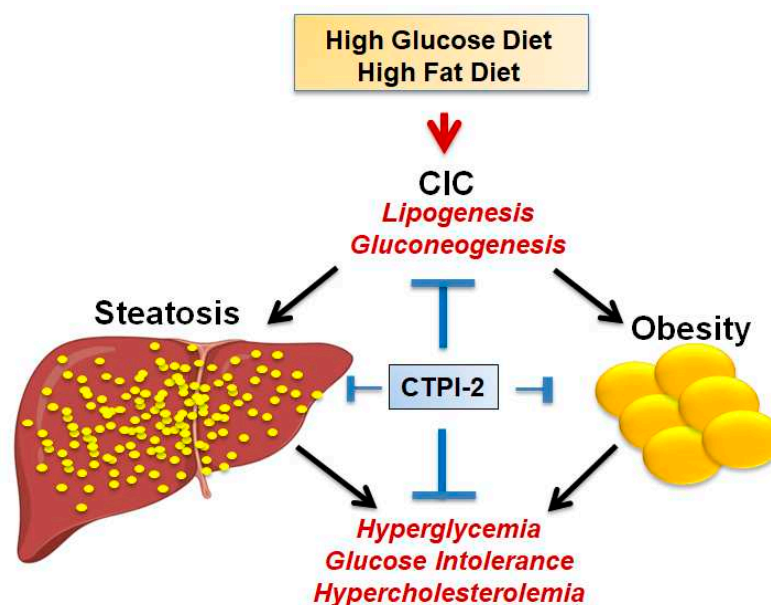 High Glucose Diet
High Fat Diet
CIC
Lipogenesis
Gluconeogenesis
Steatosis
Obesity
CTPI-2
Hyperglycemia
Glucose Intolerance
Hypercholesterolemia